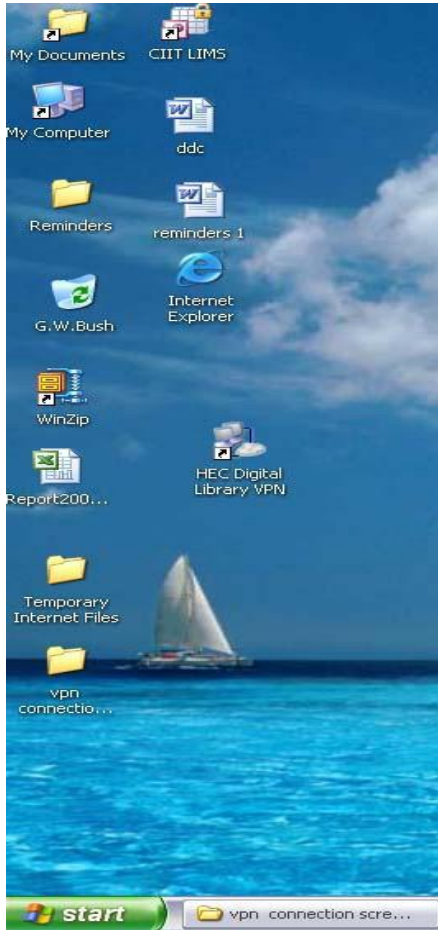 My Documents
CIIT LIMS
My Computer
ddc
Reminders
reminders 1
G.W.Bush
Internet
Explorer
WinZip
HEC Digital
Library VPN
Report200...
Temporary
Internet Files
vpn
connectio...
start
vpn connection scre...